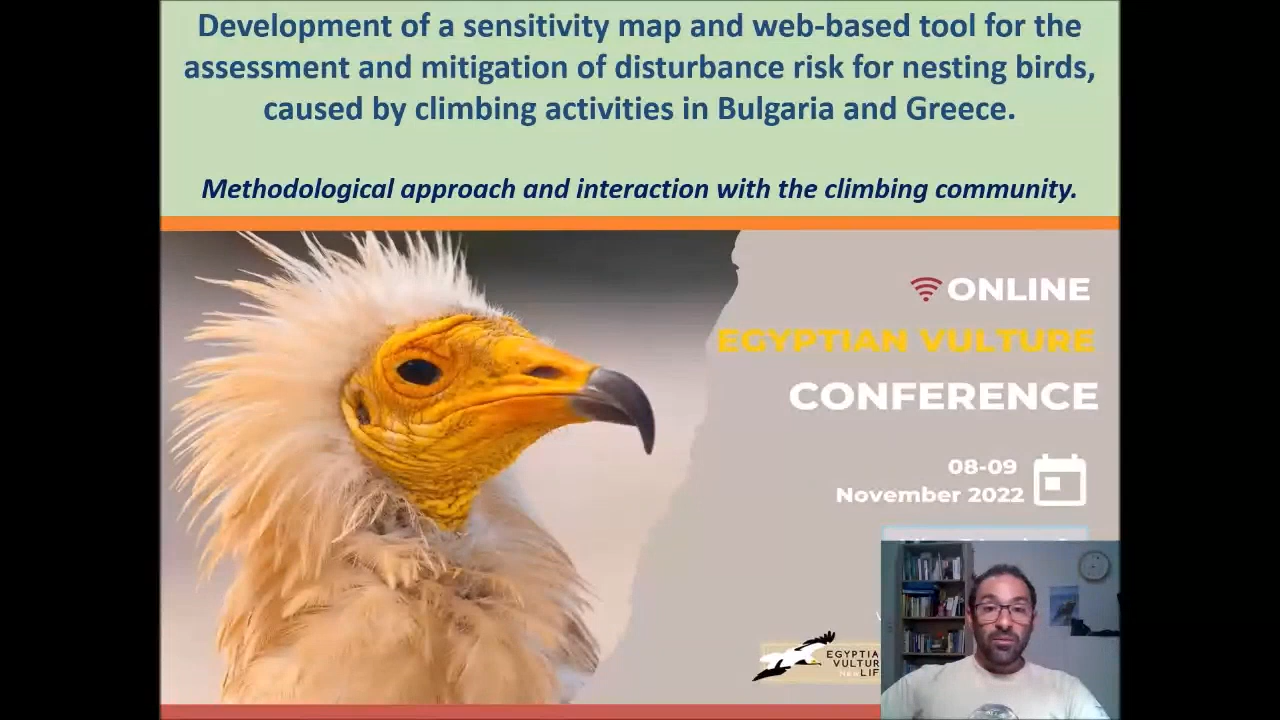 Development of a sensitivity map and web-based tool for the
assessment and mitigation of disturbance risk for nesting birds,
caused by climbing activities in Bulgaria and Greece.
Methodological approach and interaction with the climbing community.
ONLINE
EGYPTIAN VULTURE
CONFERENCE
08-09
November 2022